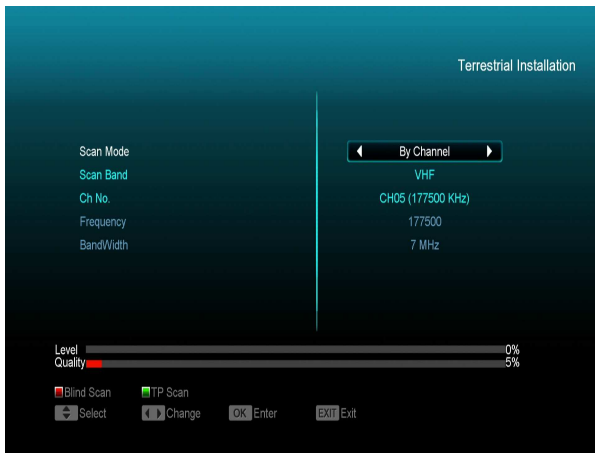 Terrestrial Installation
Scan Mode By Channel
Scan Band VHF
Ch No. CH05 (177500 KHz)
Frequency 177500
BandWidth 7 MHz
Level 0%
Quality 5%
Blind Scan TP Scan
Select Change OK Enter EXIT Exit